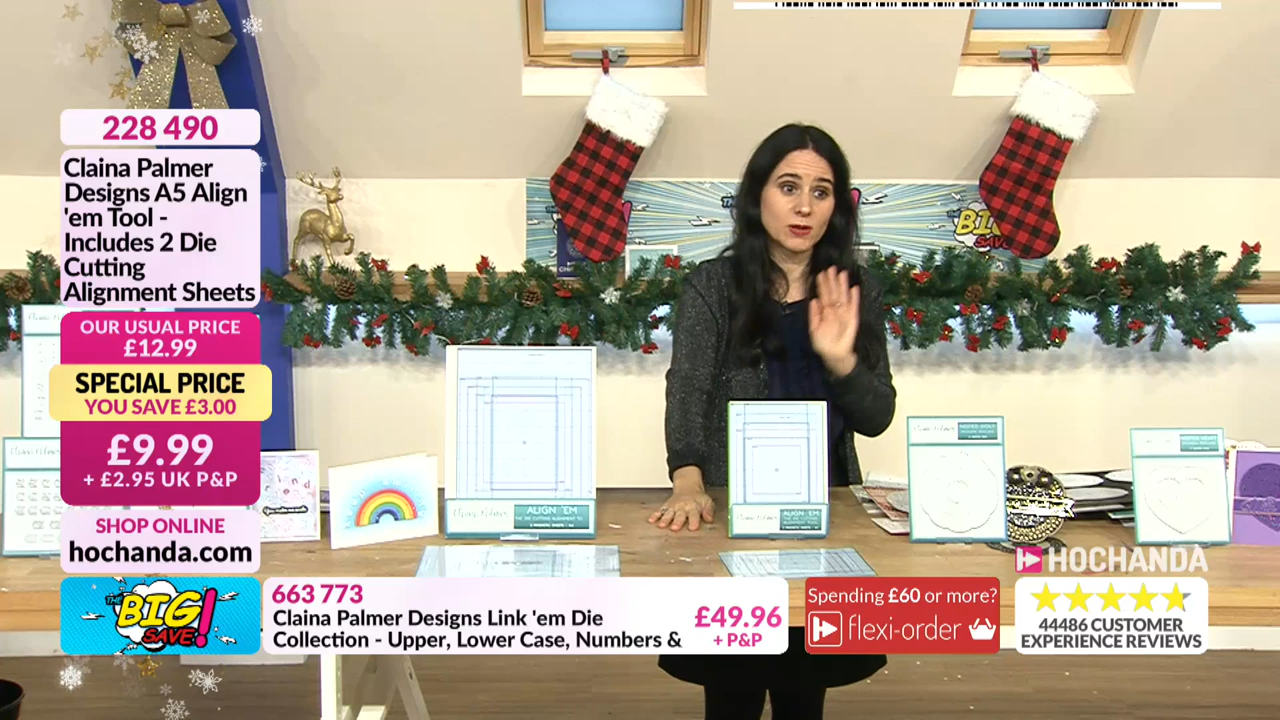 228 490
Claina Palmer
Designs A5 Align
'em Tool -
Includes 2 Die
Cutting
Alignment Sheets
OUR USUAL PRICE
£12.99
SPECIAL PRICE
YOU SAVE £3.00
£9.99
+ £2.95 UK P&P
SHOP ONLINE
hochanda.com
ALIGN 'EM
ALIGN 'EM
HOCHANDA
THE
BIG
SAVE!
663 773
Claina Palmer Designs Link 'em Die
Collection - Upper, Lower Case, Numbers &
£49.96
+ P&P
Spending £60 or more?
flexi-order
44486 CUSTOMER
EXPERIENCE REVIEWS